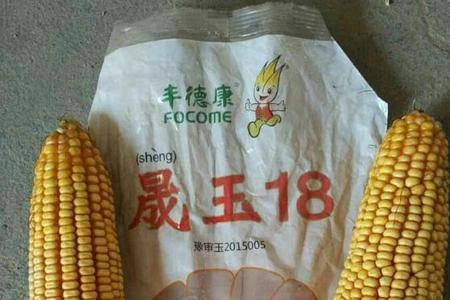 丰德康
FOCOME
(shèng)
晟玉18
豫审玉2015005